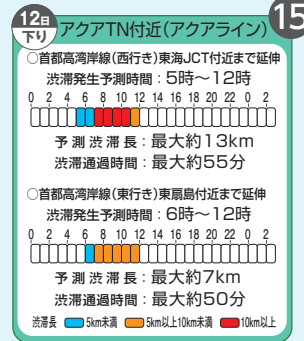 12日
下り
アクアTN付近(アクアライン)
15
○首都高湾岸線(西行き)東海JCT付近まで延伸
渋滞発生予測時間：5時～12時
0 2 4 6 8 10 12 14 16 18 20 22 0 2
予測渋滞長：最大約13km
渋滞通過時間：最大約55分
○首都高湾岸線(東行き)東扇島付近まで延伸
渋滞発生予測時間：6時～12時
0 2 4 6 8 10 12 14 16 18 20 22 0 2
予測渋滞長：最大約7km
渋滞通過時間：最大約50分
渋滞長 5km未満 5km以上10km未満 10km以上